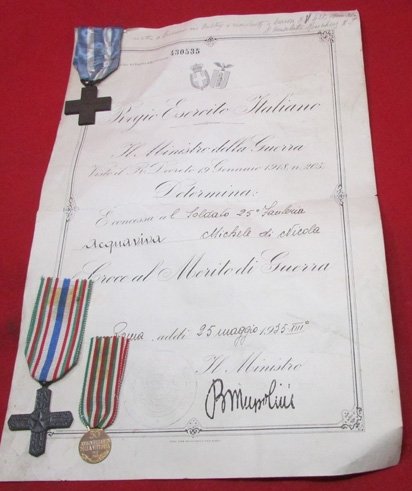 430535
Regio Esercito Italiano
Il Ministro della Guerra
Visto il R. Decreto 19 Gennaio 1918, n. 205.
Determina:
È concessa al Soldato 25°
Acquaviva Michele di Nicola
Croce al Merito di Guerra
Roma, addì 25 maggio 1935 XIII°
Il Ministro
B Mussolini